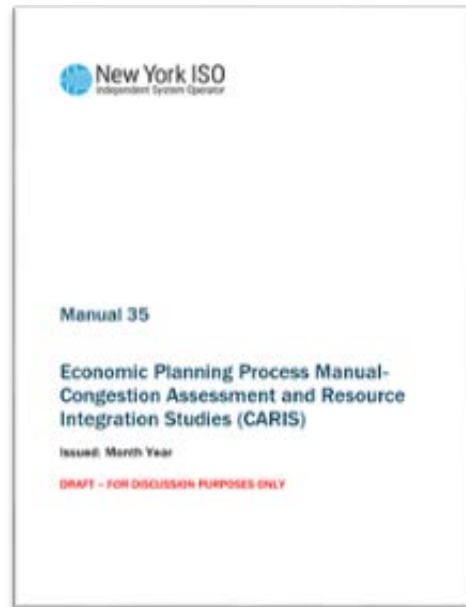 New York ISO
Independent System Operator
Manual 35
Economic Planning Process Manual-
Congestion Assessment and Resource
Integration Studies (CARIS)
Issued: Month Year
DRAFT – FOR DISCUSSION PURPOSES ONLY